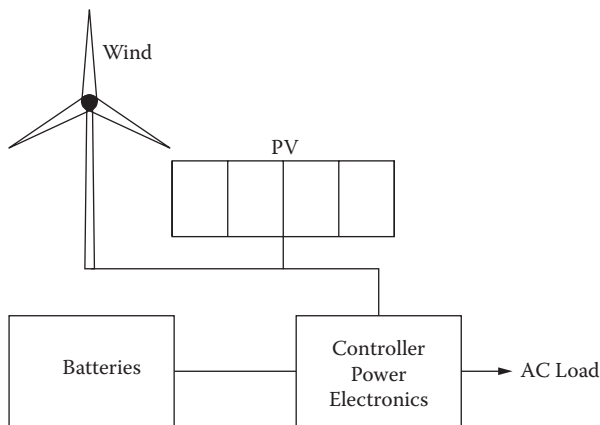 Wind
PV
Batteries
Controller
Power
Electronics
AC Load